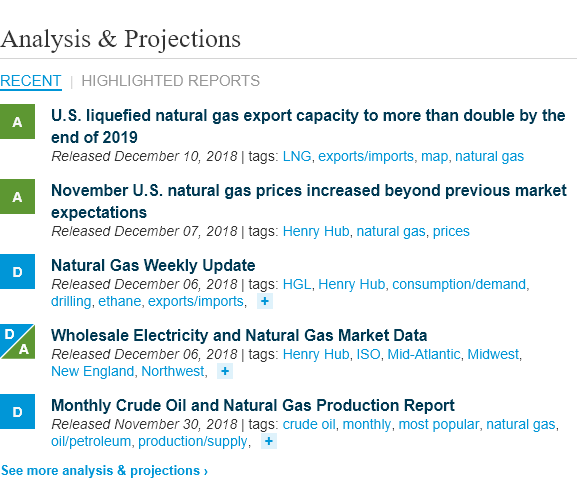 Analysis & Projections
RECENT | HIGHLIGHTED REPORTS
A
U.S. liquefied natural gas export capacity to more than double by the
end of 2019
Released December 10, 2018 | tags: LNG, exports/imports, map, natural gas
A
November U.S. natural gas prices increased beyond previous market
expectations
Released December 07, 2018 | tags: Henry Hub, natural gas, prices
D
Natural Gas Weekly Update
Released December 06, 2018 | tags: HGL, Henry Hub, consumption/demand,
drilling, ethane, exports/imports, +
D
A
Wholesale Electricity and Natural Gas Market Data
Released December 06, 2018 | tags: Henry Hub, ISO, Mid-Atlantic, Midwest,
New England, Northwest, +
D
Monthly Crude Oil and Natural Gas Production Report
Released November 30, 2018 | tags: crude oil, monthly, most popular, natural gas,
oil/petroleum, production/supply, +
See more analysis & projections ›